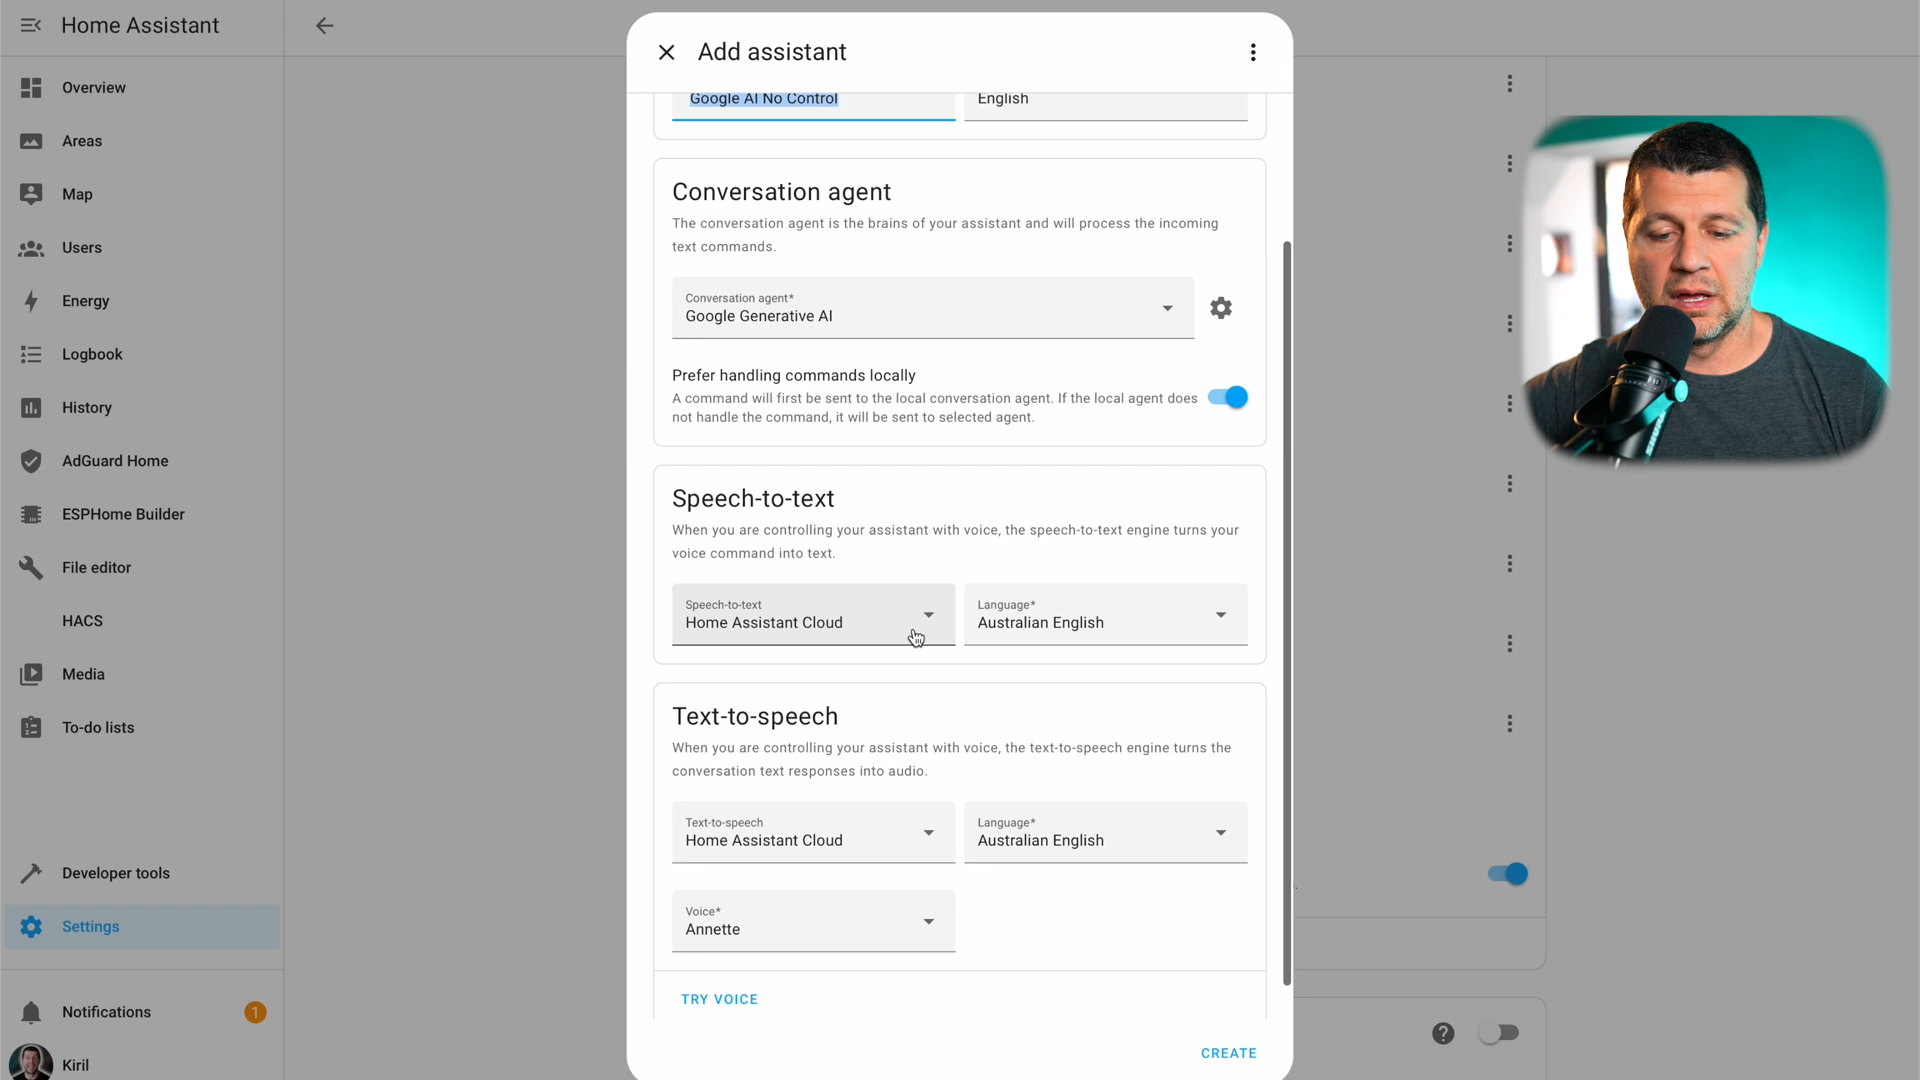 Home Assistant
Overview
Areas
Map
Users
Energy
Logbook
History
AdGuard Home
ESPHome Builder
File editor
HACS
Media
To-do lists
Developer tools
Settings
Notifications
1
Kiril
Add assistant
Google AI No Control
English
Conversation agent
The conversation agent is the brains of your assistant and will process the incoming
text commands.
Conversation agent*
Google Generative AI
Prefer handling commands locally
A command will first be sent to the local conversation agent. If the local agent does
not handle the command, it will be sent to selected agent.
Speech-to-text
When you are controlling your assistant with voice, the speech-to-text engine turns your
voice command into text.
Speech-to-text
Home Assistant Cloud
Language*
Australian English
Text-to-speech
When you are controlling your assistant with voice, the text-to-speech engine turns the
conversation text responses into audio.
Text-to-speech
Home Assistant Cloud
Language*
Australian English
Voice*
Annette
TRY VOICE
CREATE